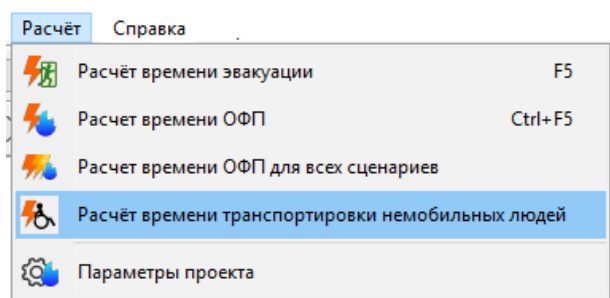 Расчёт Справка
Расчёт времени эвакуации F5
Расчет времени ОФП Ctrl+F5
Расчет времени ОФП для всех сценариев
Расчёт времени транспортировки немобильных людей
Параметры проекта